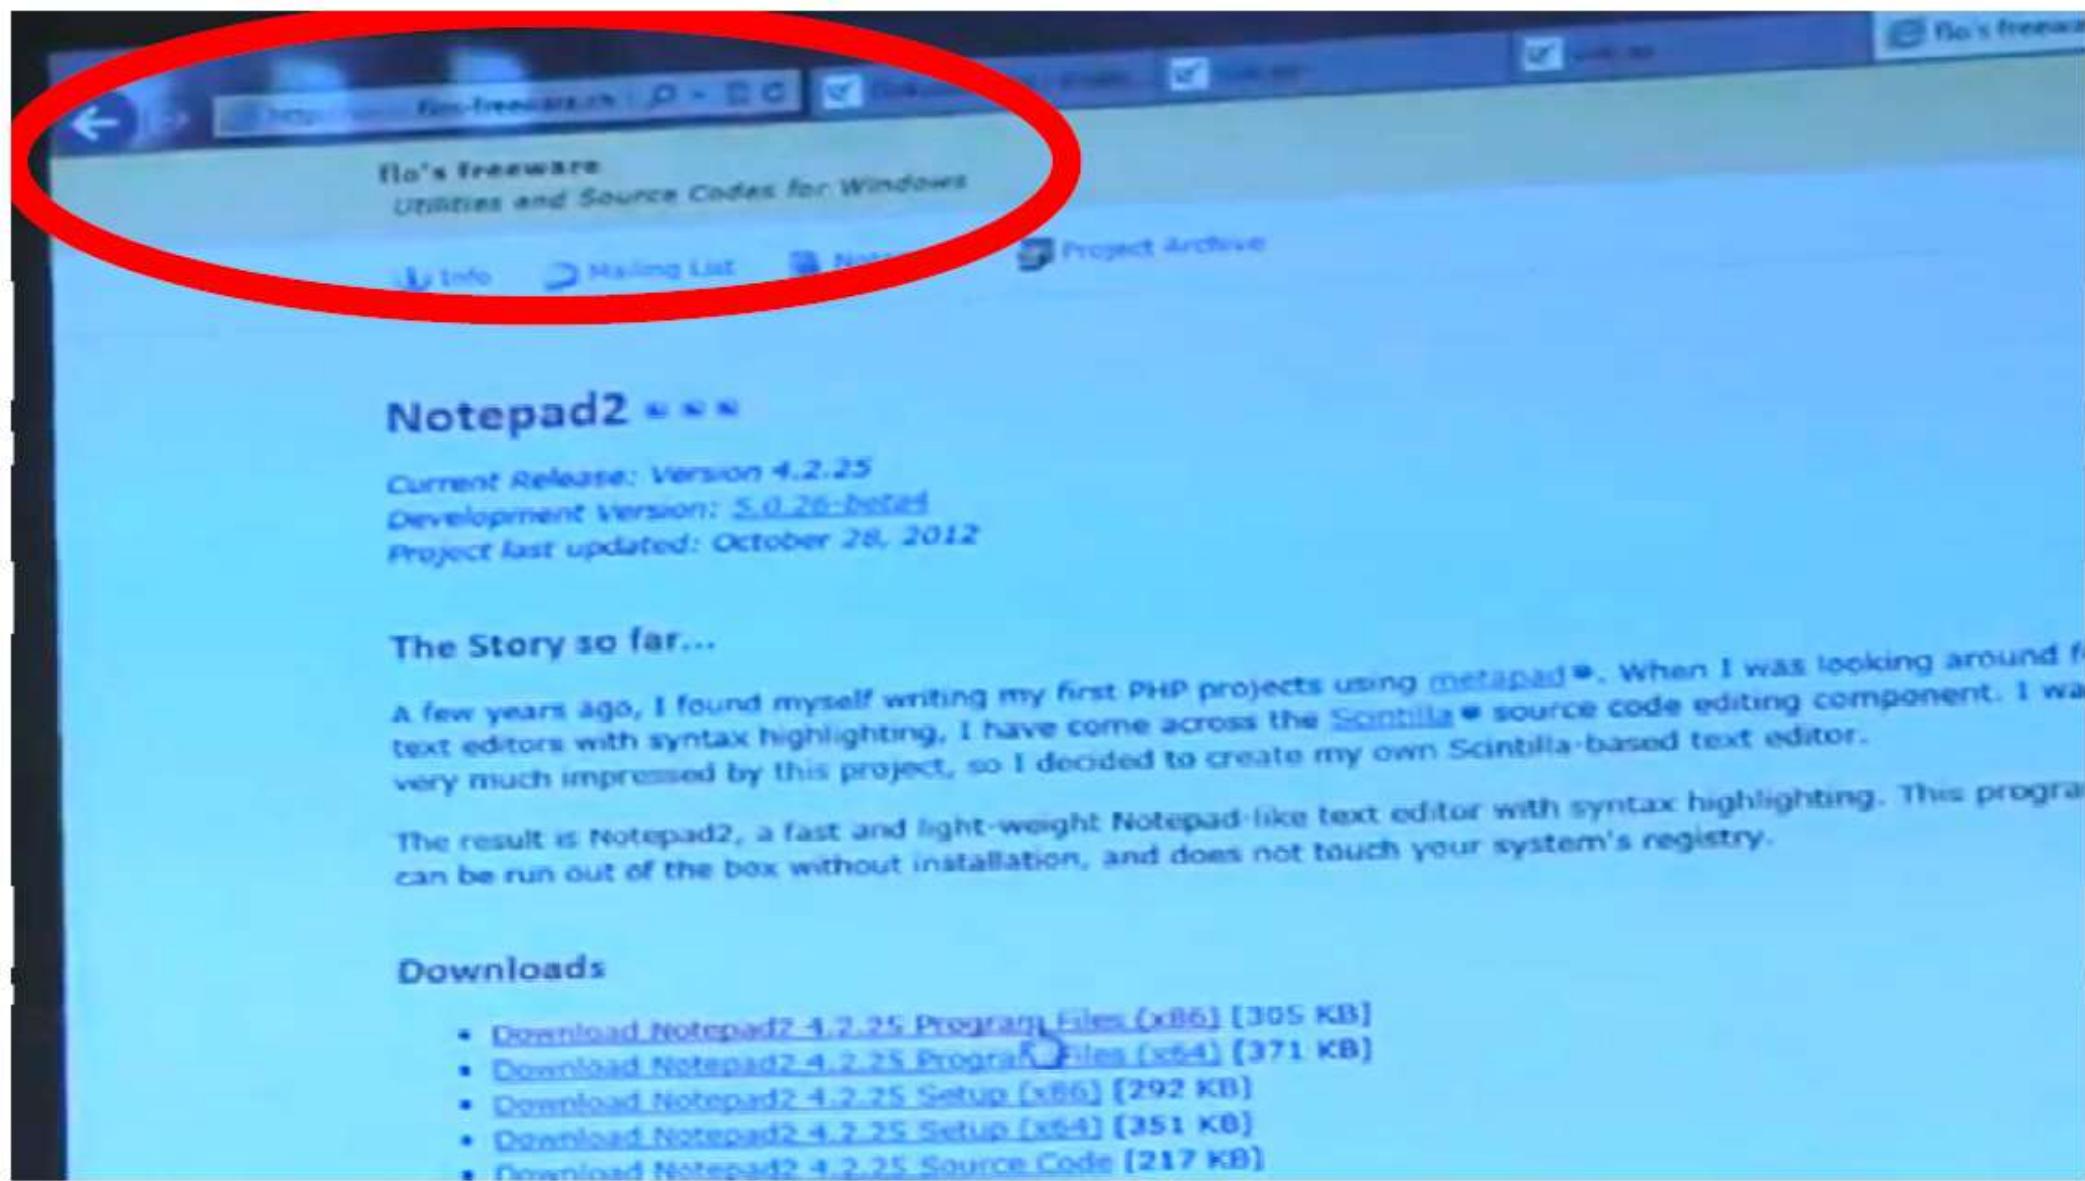 flo's freeware
flo's freeware
Utilities and Source Codes for Windows
Info Mailing List Project Archive
Notepad2
Current Release: Version 4.2.25
Development Version: 5.0.26-beta4
Project last updated: October 28, 2012
The Story so far...
A few years ago, I found myself writing my first PHP projects using metapad. When I was looking around
text editors with syntax highlighting, I have come across the Scintilla source code editing component. I
very much impressed by this project, so I decided to create my own Scintilla-based text editor.
The result is Notepad2, a fast and light-weight Notepad-like text editor with syntax highlighting. This
can be run out of the box without installation, and does not touch your system's registry.
Downloads
• Download Notepad2 4.2.25 Program Files (x86) [305 KB]
• Download Notepad2 4.2.25 Program Files (x64) [371 KB]
• Download Notepad2 4.2.25 Setup (x86) [292 KB]
• Download Notepad2 4.2.25 Setup (x64) [351 KB]
• Download Notepad2 4.2.25 Source Code [217 KB]